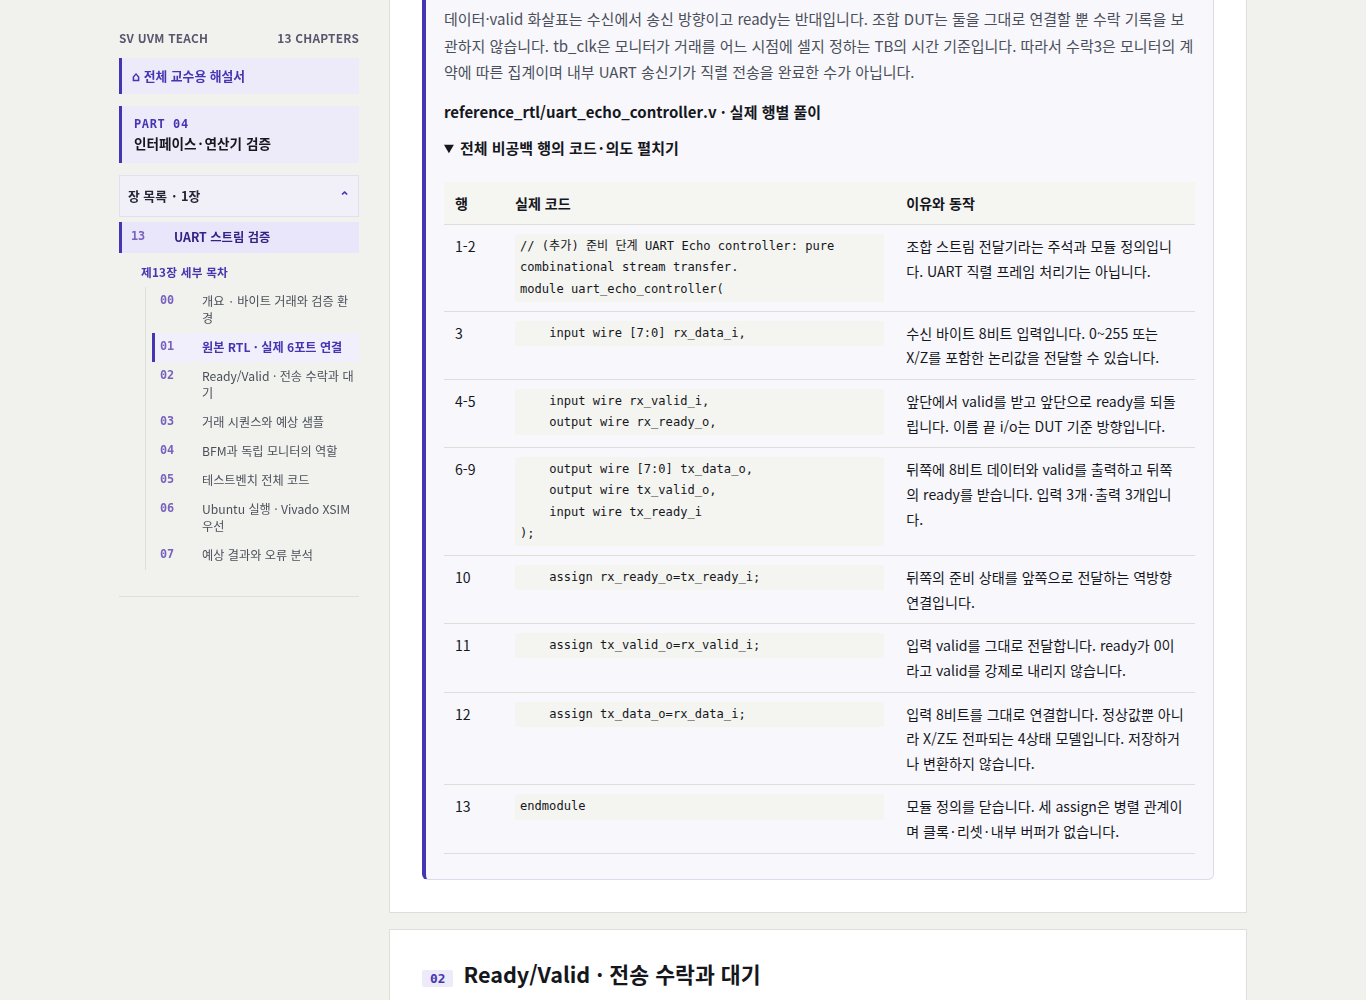 SV UVM TEACH 13 CHAPTERS
⌂ 전체 교수용 해설서
PART 04
인터페이스·연산기 검증
장 목록 · 1장
13 UART 스트림 검증
제13장 세부 목차
00 개요 · 바이트 거래와 검증 환
경
01 원본 RTL · 실제 6포트 연결
02 Ready/Valid · 전송 수락과 대
기
03 거래 시퀀스와 예상 샘플
04 BFM과 독립 모니터의 역할
05 테스트벤치 전체 코드
06 Ubuntu 실행 · Vivado XSIM
우선
07 예상 결과와 오류 분석
데이터·valid 화살표는 수신에서 송신 방향이고 ready는 반대입니다. 조합 DUT는 둘을 그대로 연결할 뿐 수락 기록을 보
관하지 않습니다. tb_clk은 모니터가 거래를 어느 시점에 셀지 정하는 TB의 시간 기준입니다. 따라서 수락3은 모니터의 계
약에 따른 집계이며 내부 UART 송신기가 직렬 전송을 완료한 수가 아닙니다.
reference_rtl/uart_echo_controller.v · 실제 행별 풀이
▼ 전체 비공백 행의 코드·의도 펼치기
행 실제 코드 이유와 동작
1-2
// (추가) 준비 단계 UART Echo controller: pure
combinational stream transfer.
module uart_echo_controller(
조합 스트림 전달기라는 주석과 모듈 정의입니
다. UART 직렬 프레임 처리기는 아닙니다.
3
input wire [7:0] rx_data_i,
수신 바이트 8비트 입력입니다. 0~255 또는
X/Z를 포함한 논리값을 전달할 수 있습니다.
4-5
input wire rx_valid_i,
output wire rx_ready_o,
앞단에서 valid를 받고 앞단으로 ready를 되돌
립니다. 이름 끝 i/o는 DUT 기준 방향입니다.
6-9
output wire [7:0] tx_data_o,
output wire tx_valid_o,
input wire tx_ready_i
);
뒤쪽에 8비트 데이터와 valid를 출력하고 뒤쪽
의 ready를 받습니다. 입력 3개·출력 3개입니
다.
10
assign rx_ready_o=tx_ready_i;
뒤쪽의 준비 상태를 앞쪽으로 전달하는 역방향
연결입니다.
11
assign tx_valid_o=rx_valid_i;
입력 valid를 그대로 전달합니다. ready가 0이
라고 valid를 강제로 내리지 않습니다.
12
assign tx_data_o=rx_data_i;
입력 8비트를 그대로 연결합니다. 정상값뿐 아니
라 X/Z도 전파되는 4상태 모델입니다. 저장하거
나 변환하지 않습니다.
13
endmodule
모듈 정의를 닫습니다. 세 assign은 병렬 관계이
며 클록·리셋·내부 버퍼가 없습니다.
02 Ready/Valid · 전송 수락과 대기